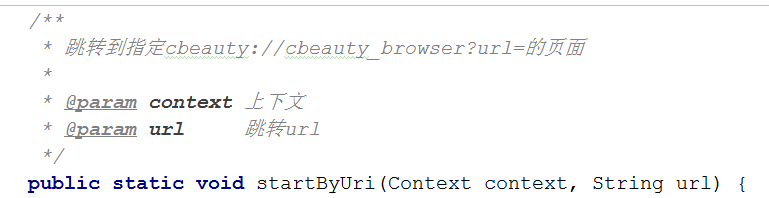 /**
* 跳转到指定cbeauty://cbeauty_browser?url=的页面
*
* @param context 上下文
* @param url 跳转url
*/
public static void startByUri(Context context, String url) {